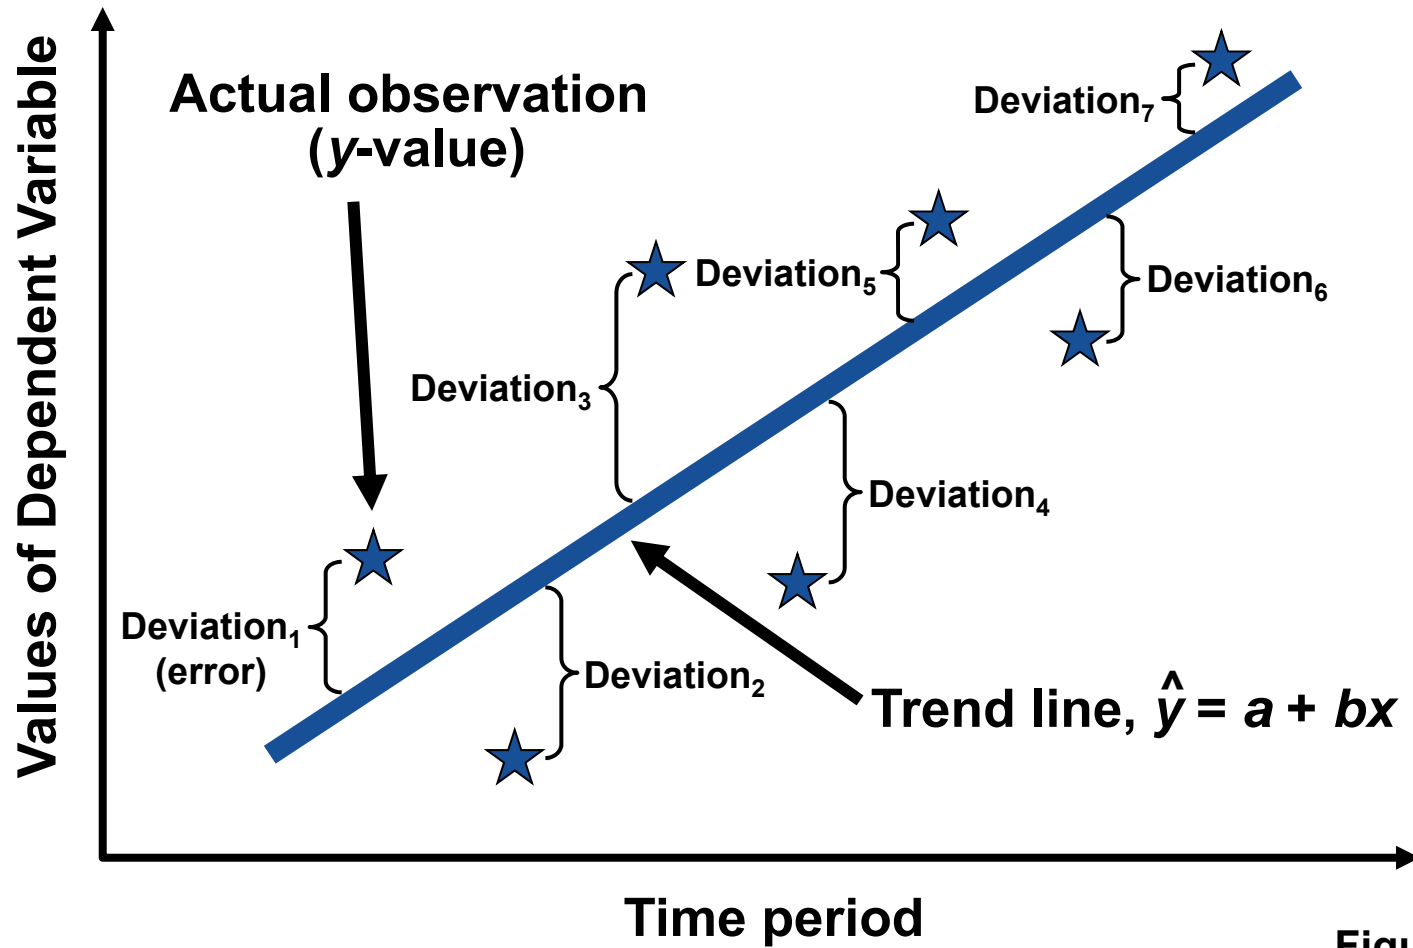 Values of Dependent Variable
Actual observation
(y-value)
Deviation₇
Deviation₅
Deviation₆
Deviation₃
Deviation₄
Deviation₁
(error)
Deviation₂
Trend line, ŷ = a + bx
Time period